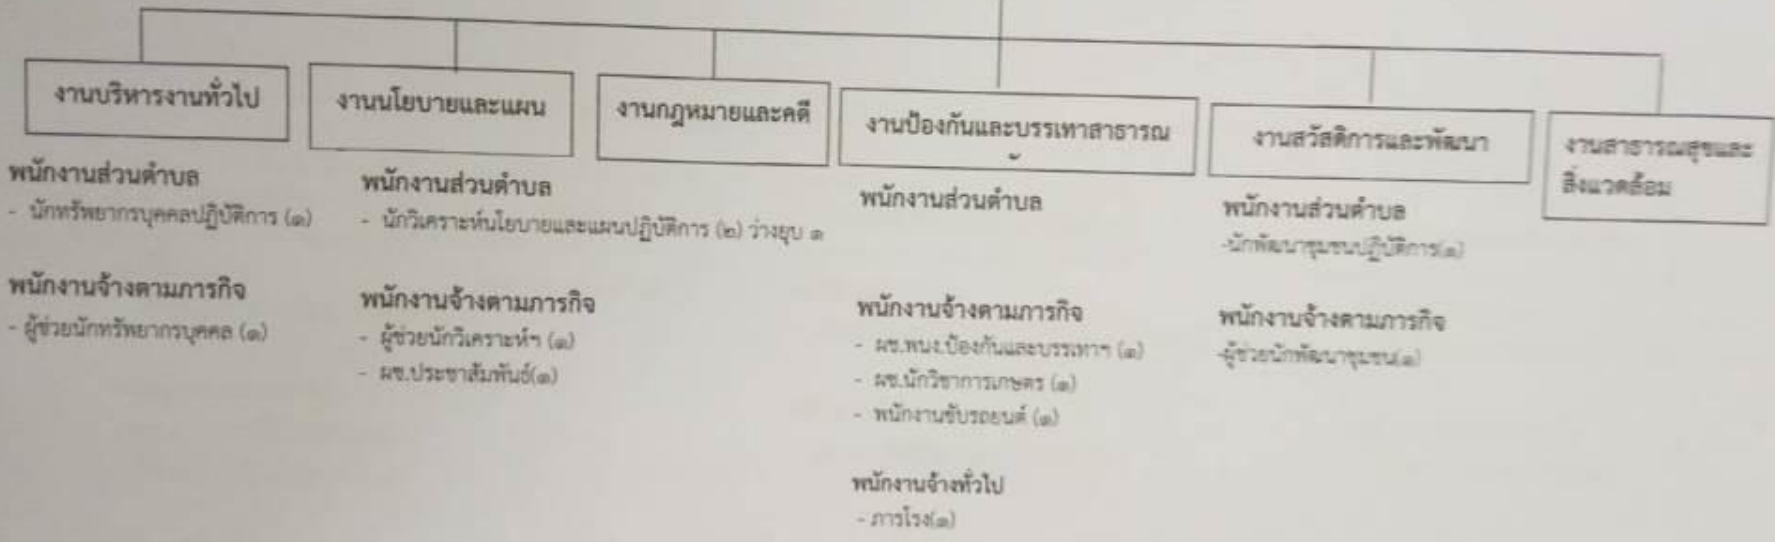 งานบริหารงานทั่วไป
งานนโยบายและแผน
งานกฎหมายและคดี
งานป้องกันและบรรเทาสาธารณ
งานสวัสดิการและพัฒนา
งานสาธารณสุขและ
สิ่งแวดล้อม
พนักงานส่วนตำบล
- นักทรัพยากรบุคคลปฏิบัติการ (๑)
พนักงานจ้างตามภารกิจ
- ผู้ช่วยนักทรัพยากรบุคคล (๑)
พนักงานส่วนตำบล
- นักวิเคราะห์นโยบายและแผนปฏิบัติการ (๒) ว่างยุบ ๑
พนักงานจ้างตามภารกิจ
- ผู้ช่วยนักวิเคราะห์ฯ (๑)
- ผช.ประชาสัมพันธ์(๑)
พนักงานส่วนตำบล
พนักงานจ้างตามภารกิจ
- ผช.พนง.ป้องกันและบรรเทาฯ (๑)
- ผช.นักวิชาการเกษตร (๑)
- พนักงานขับรถยนต์ (๑)
พนักงานจ้างทั่วไป
- ภารโรง(๑)
พนักงานส่วนตำบล
-นักพัฒนาชุมชนปฏิบัติการ(๑)
พนักงานจ้างตามภารกิจ
-ผู้ช่วยนักพัฒนาชุมชน(๑)